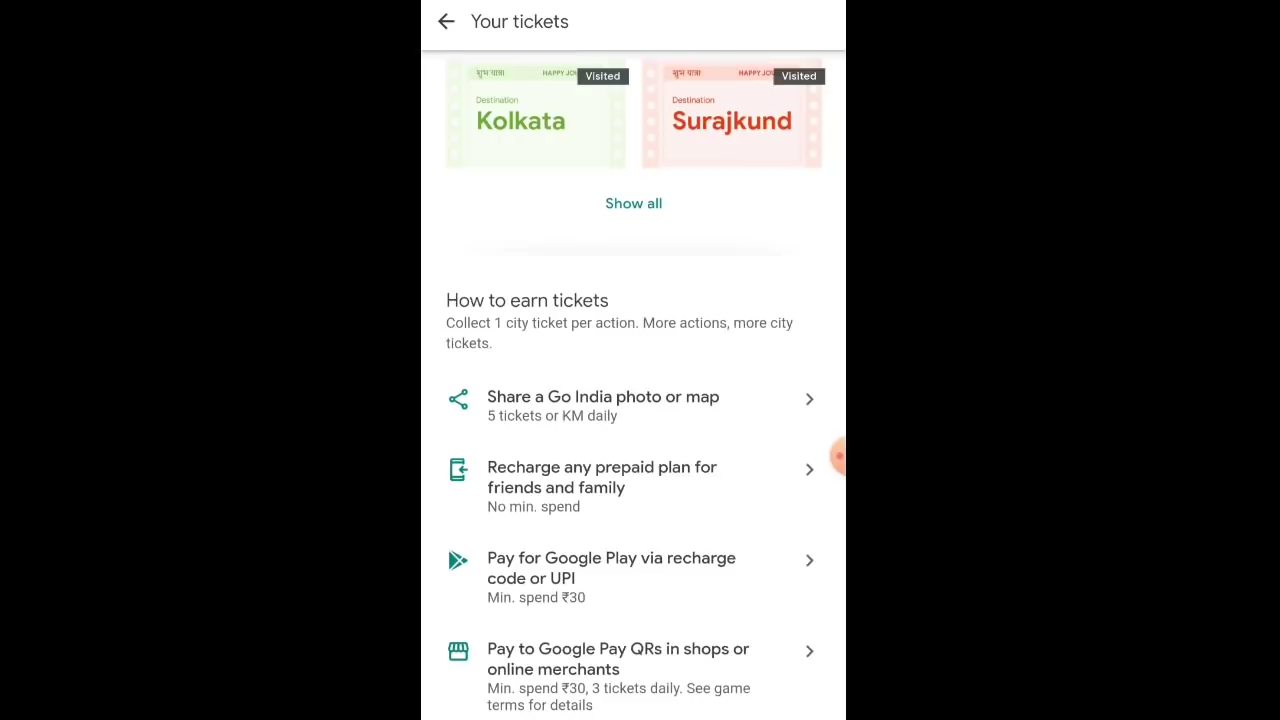 Your tickets
शुभ यात्रा HAPPY JOU Visited
Destination
Kolkata
शुभ यात्रा HAPPY JOU Visited
Destination
Surajkund
Show all
How to earn tickets
Collect 1 city ticket per action. More actions, more city
tickets.
Share a Go India photo or map
5 tickets or KM daily
Recharge any prepaid plan for
friends and family
No min. spend
Pay for Google Play via recharge
code or UPI
Min. spend ₹30
Pay to Google Pay QRs in shops or
online merchants
Min. spend ₹30, 3 tickets daily. See game
terms for details